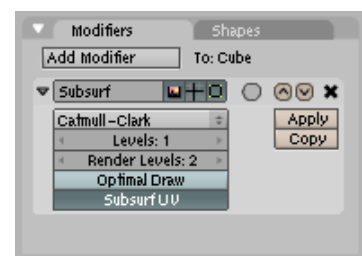 Modifiers Shapes
Add Modifier To: Cube
Subsurf
Catmull-Clark Apply
Levels: 1 Copy
Render Levels: 2
Optimal Draw
Subsurf UV